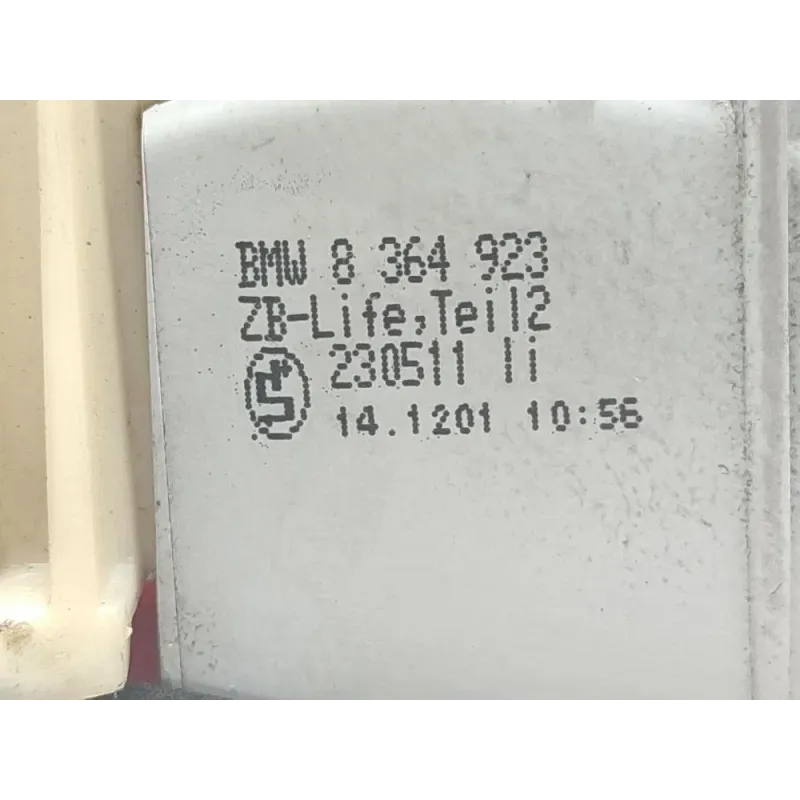 BMW 8 364 923
ZB-Life,Teil2
230511 li
14.1201 10:56